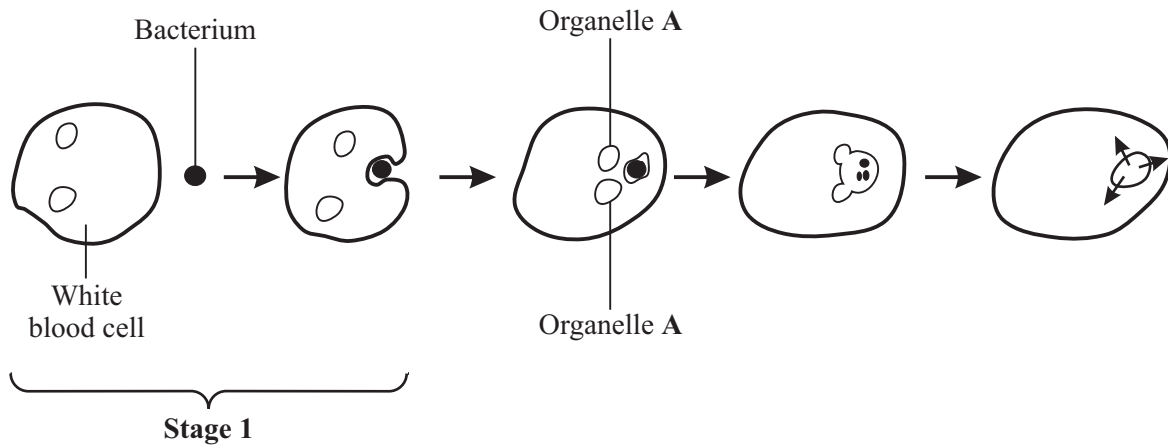 Bacterium
Organelle A
White
blood cell
Organelle A
Stage 1